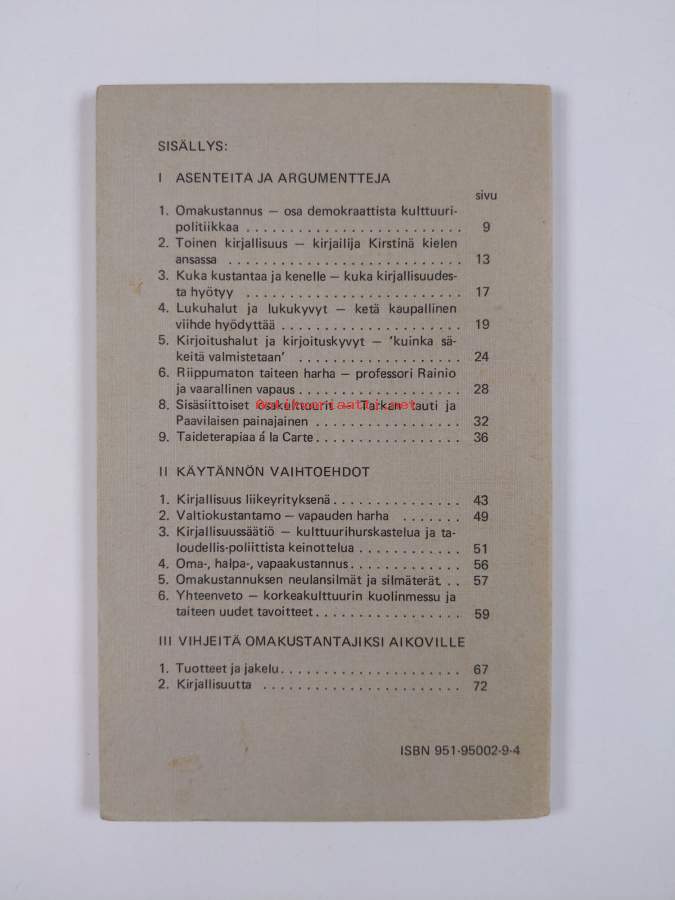 SISÄLLYS:
I ASENTEITA JA ARGUMENTTEJA
sivu
1. Omakustannus — osa demokraattista kulttuuri-
politiikkaa . . . . . . . . . . . . . . . . . . . . . . . . . 9
2. Toinen kirjallisuus — kirjailija Kirstinä kielen
ansassa . . . . . . . . . . . . . . . . . . . . . . . . . . . 13
3. Kuka kustantaa ja kenelle — kuka kirjallisuudes-
ta hyötyy . . . . . . . . . . . . . . . . . . . . . . . . . 17
4. Lukuhalut ja lukukyvyt — ketä kaupallinen
viihde hyödyttää . . . . . . . . . . . . . . . . . . . . . 19
5. Kirjoitushalut ja kirjoituskyvyt — 'kuinka sä-
keitä valmistetaan' . . . . . . . . . . . . . . . . . . . 24
6. Riippumaton taiteen harha — professori Rainio
ja vaarallinen vapaus . . . . . . . . . . . . . . . . . . . 28
8. Sisäsiittoiset osakulttuurit — Tarkan tauti ja
Antikvariaatti.net
Paavilaisen painajainen . . . . . . . . . . . . . . . . . 32
9. Taideterapiaa á la Carte . . . . . . . . . . . . . . . . . 36
II KÄYTÄNNÖN VAIHTOEHDOT
1. Kirjallisuus liikeyrityksenä . . . . . . . . . . . . . . . 43
2. Valtiokustantamo — vapauden harha . . . . . . . 49
3. Kirjallisuussäätiö — kulttuurihurskastelua ja ta-
loudellis-poliittista keinottelua . . . . . . . . . . . . 51
4. Oma-, halpa-, vapaakustannus . . . . . . . . . . . . . 56
5. Omakustannuksen neulansilmät ja silmäterät. . . 57
6. Yhteenveto — korkeakulttuurin kuolinmessu ja
taiteen uudet tavoitteet . . . . . . . . . . . . . . . . . 59
III VIHJEITÄ OMAKUSTANTAJIKSI AIKOVILLE
1. Tuotteet ja jakelu . . . . . . . . . . . . . . . . . . . . . 67
2. Kirjallisuutta . . . . . . . . . . . . . . . . . . . . . . . 72
ISBN 951-95002-9-4